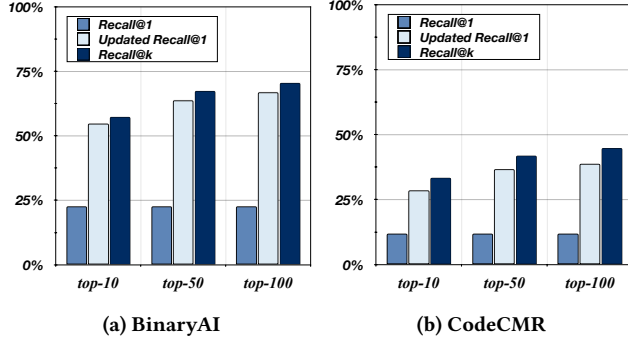 100%
75%
50%
25%
0%
Recall@1
Updated Recall@1
Recall@k
top-10 top-50 top-100
(a) BinaryAI
100%
75%
50%
25%
0%
Recall@1
Updated Recall@1
Recall@k
top-10 top-50 top-100
(b) CodeCMR